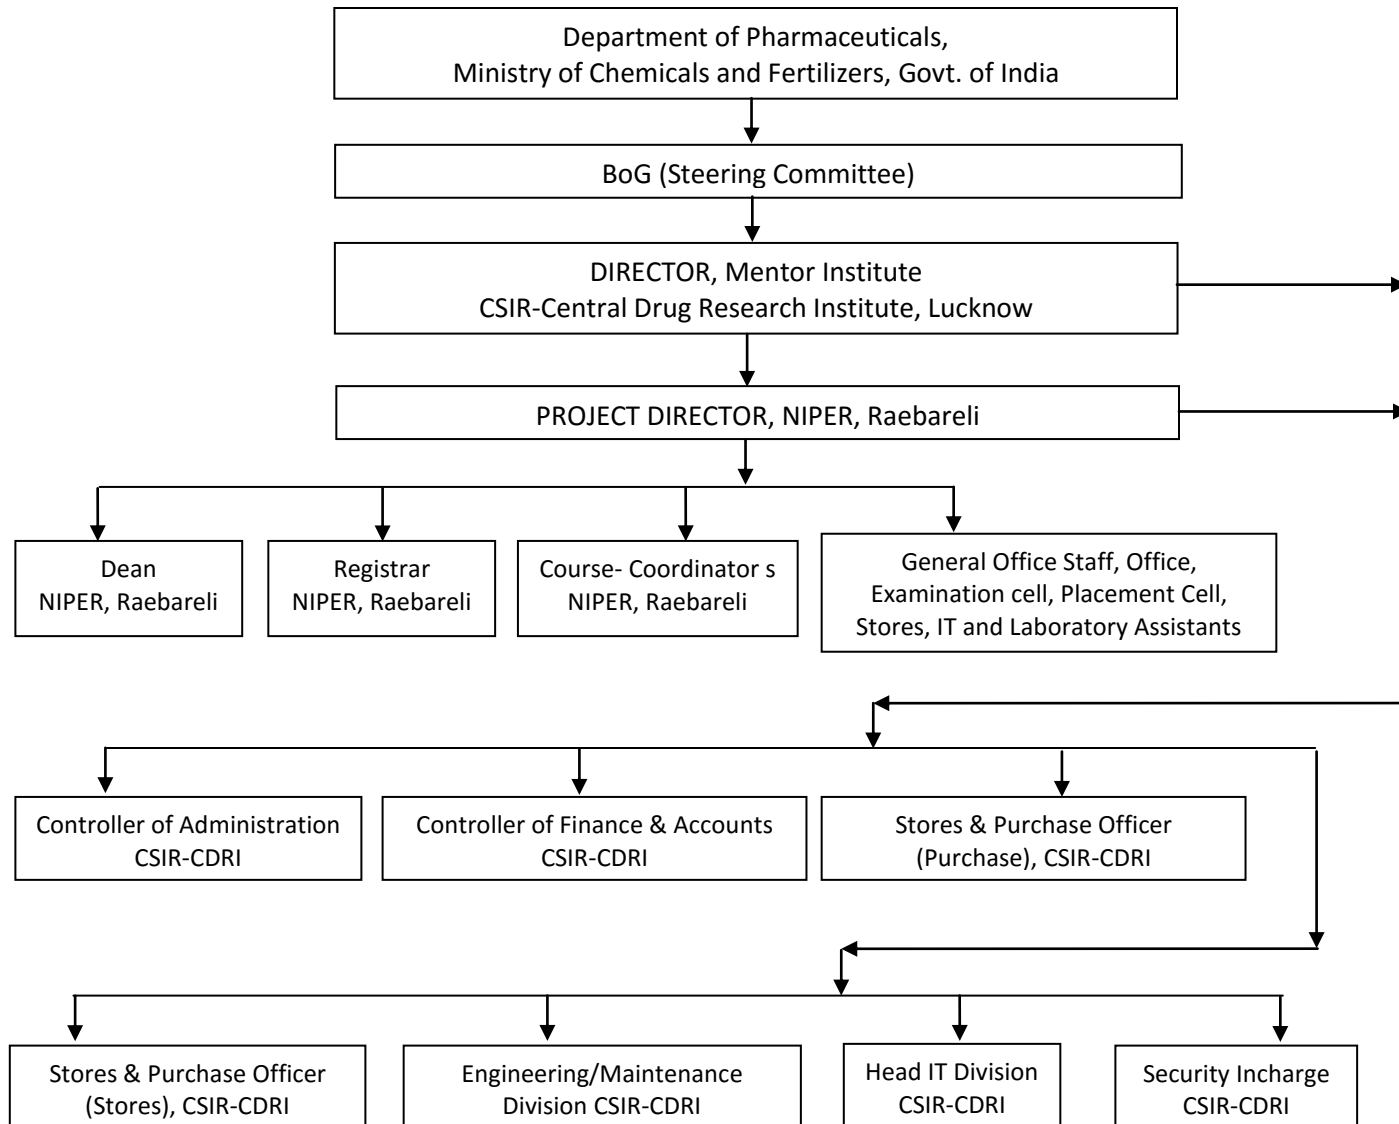 Department of Pharmaceuticals,
Ministry of Chemicals and Fertilizers, Govt. of India
BoG (Steering Committee)
DIRECTOR, Mentor Institute
CSIR-Central Drug Research Institute, Lucknow
PROJECT DIRECTOR, NIPER, Raebareli
Dean
NIPER, Raebareli
Registrar
NIPER, Raebareli
Course- Coordinator s
NIPER, Raebareli
General Office Staff, Office,
Examination cell, Placement Cell,
Stores, IT and Laboratory Assistants
Controller of Administration
CSIR-CDRI
Controller of Finance & Accounts
CSIR-CDRI
Stores & Purchase Officer
(Purchase), CSIR-CDRI
Stores & Purchase Officer
(Stores), CSIR-CDRI
Engineering/Maintenance
Division CSIR-CDRI
Head IT Division
CSIR-CDRI
Security Incharge
CSIR-CDRI